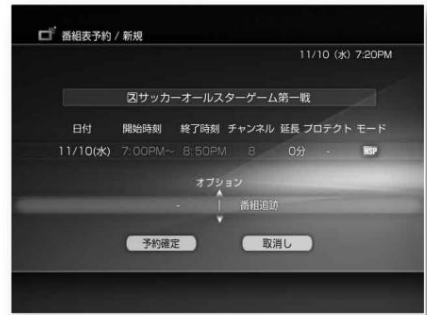 番組表予約 / 新規
11/10 (水) 7:20PM
🅂サッカーオールスターゲーム第一戦
日付 開始時刻 終了時刻 チャンネル 延長 プロテクト モード
11/10(水) 7:00PM~ 8:50PM 8 0分 - HSP
オプション
- 番組追跡
予約確定 取消し